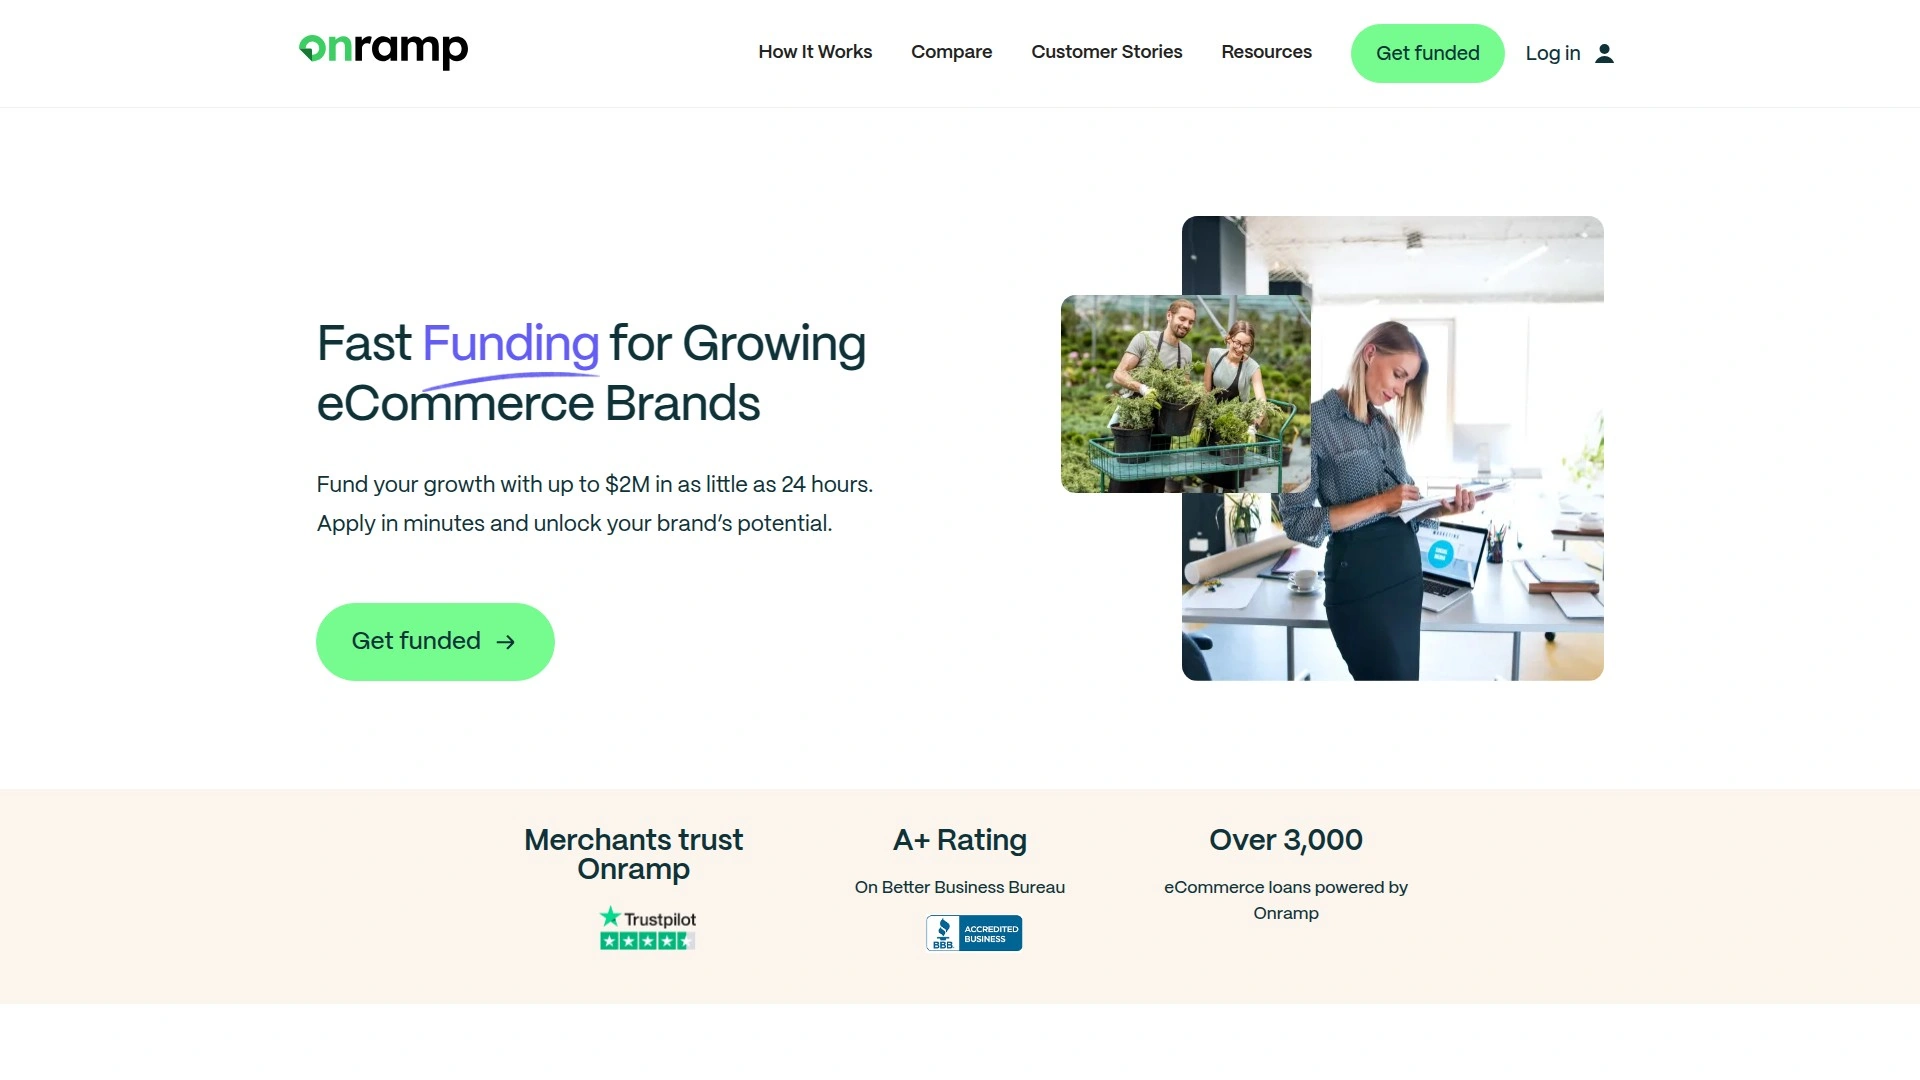 onramp
How It Works
Compare
Customer Stories
Resources
Get funded
Log in
Fast Funding for Growing
eCommerce Brands
Fund your growth with up to $2M in as little as 24 hours.
Apply in minutes and unlock your brand’s potential.
Get funded
Merchants trust
Onramp
Trustpilot
A+ Rating
On Better Business Bureau
BBB.
ACCREDITED
BUSINESS
Over 3,000
eCommerce loans powered by
Onramp
MARKETING